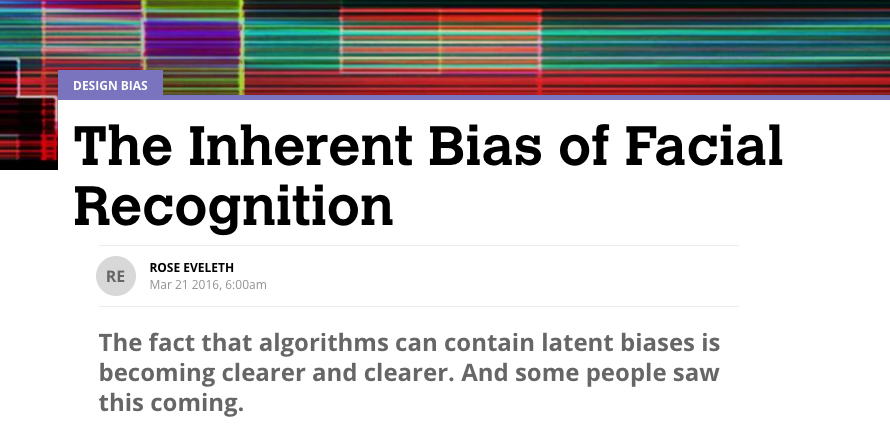 DESIGN BIAS
The Inherent Bias of Facial
Recognition
RE
ROSE EVELETH
Mar 21 2016, 6:00am
The fact that algorithms can contain latent biases is
becoming clearer and clearer. And some people saw
this coming.